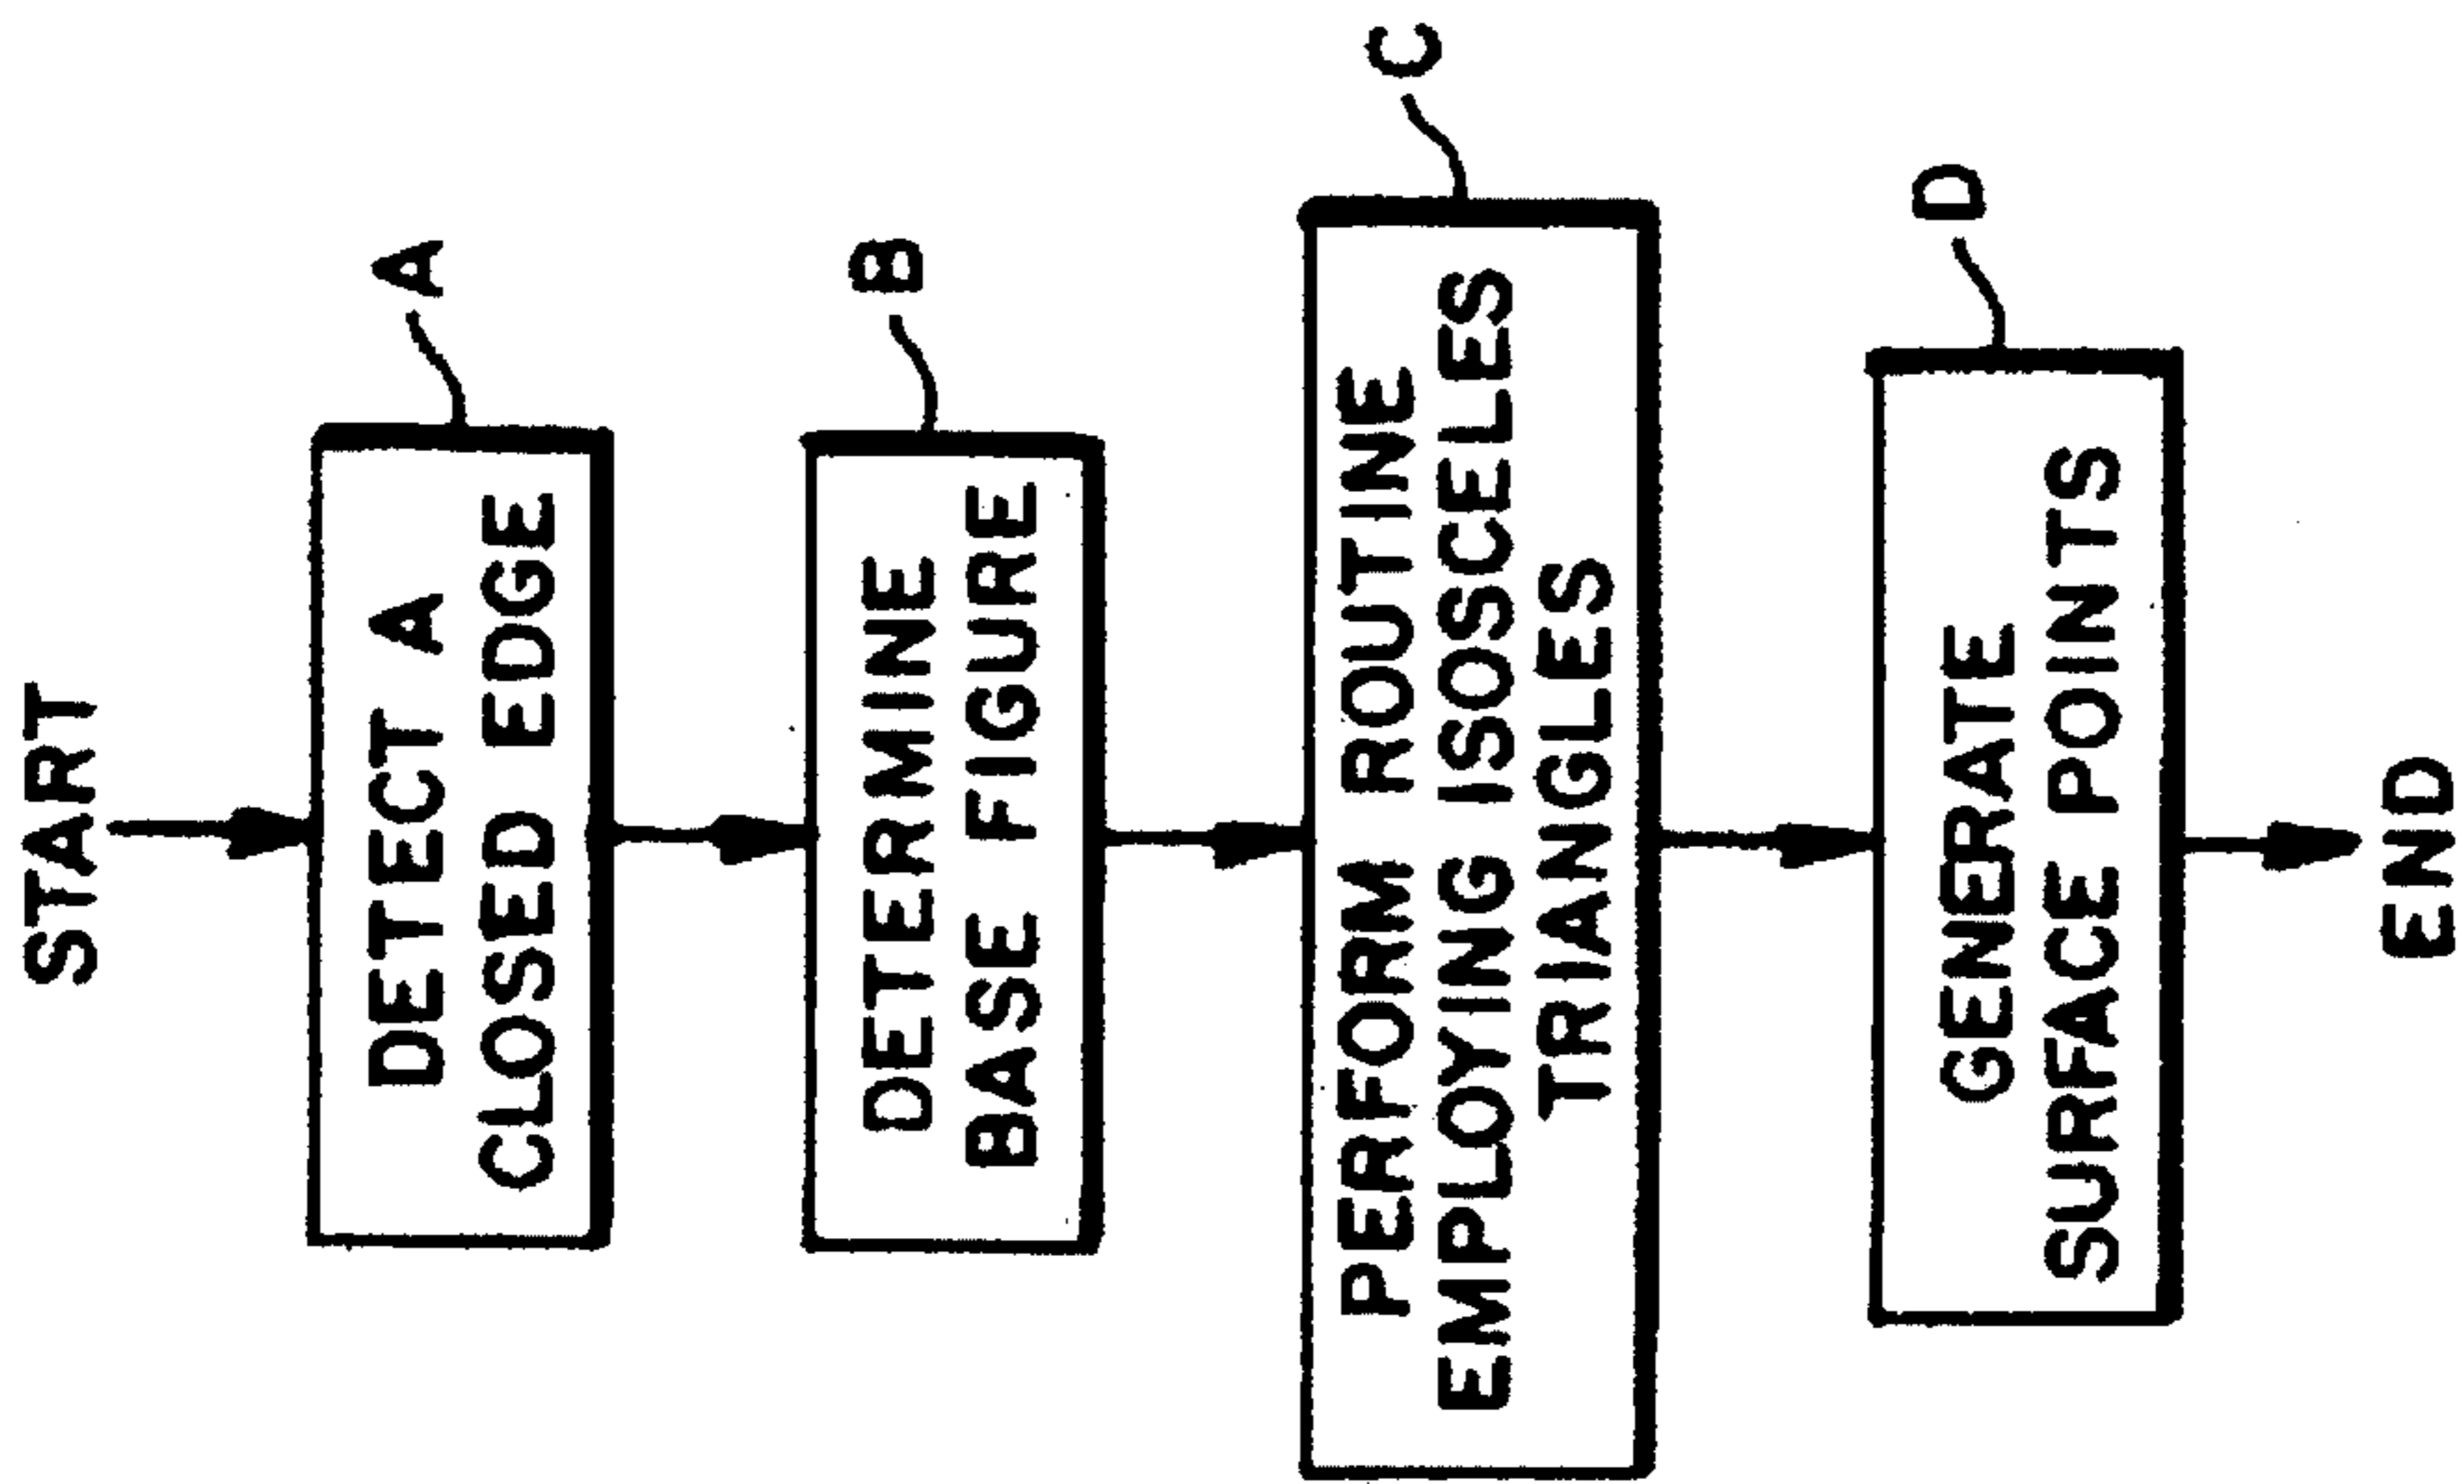 START
A
DETECT A
CLOSED EDGE
B
DETERMINE
BASE FIGURE
C
PERFORM ROUTINE
EMPLOYING ISOSCELES
TRIANGLES
D
GENERATE
SURFACE POINTS
END